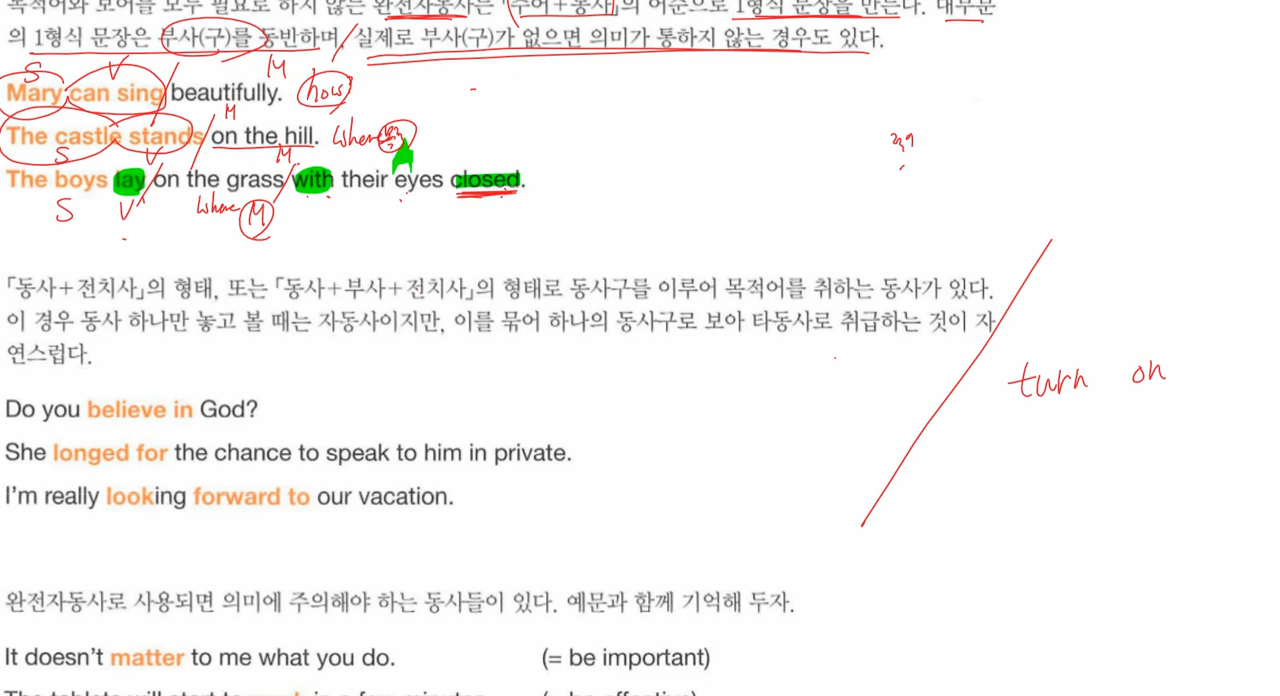 목적어와 보어를 모두 필요로 하지 않는 완전자동사는 「주어+동사」의 어순으로 1형식 문장을 만든다. 대부분
의 1형식 문장은 부사(구)를 동반하며, 실제로 부사(구)가 없으면 의미가 통하지 않는 경우도 있다.
S V M
Mary can sing beautifully. how
M
The castle stands on the hill. where
S V M
The boys lay on the grass with their eyes closed.
S V where M
「동사+전치사」의 형태, 또는 「동사+부사+전치사」의 형태로 동사구를 이루어 목적어를 취하는 동사가 있다.
이 경우 동사 하나만 놓고 볼 때는 자동사이지만, 이를 묶어 하나의 동사구로 보아 타동사로 취급하는 것이 자
연스럽다.
turn on
Do you believe in God?
She longed for the chance to speak to him in private.
I'm really looking forward to our vacation.
완전자동사로 사용되면 의미에 주의해야 하는 동사들이 있다. 예문과 함께 기억해 두자.
It doesn't matter to me what you do. (= be important)
The tablets will start to work in a few minutes. (= be effective)